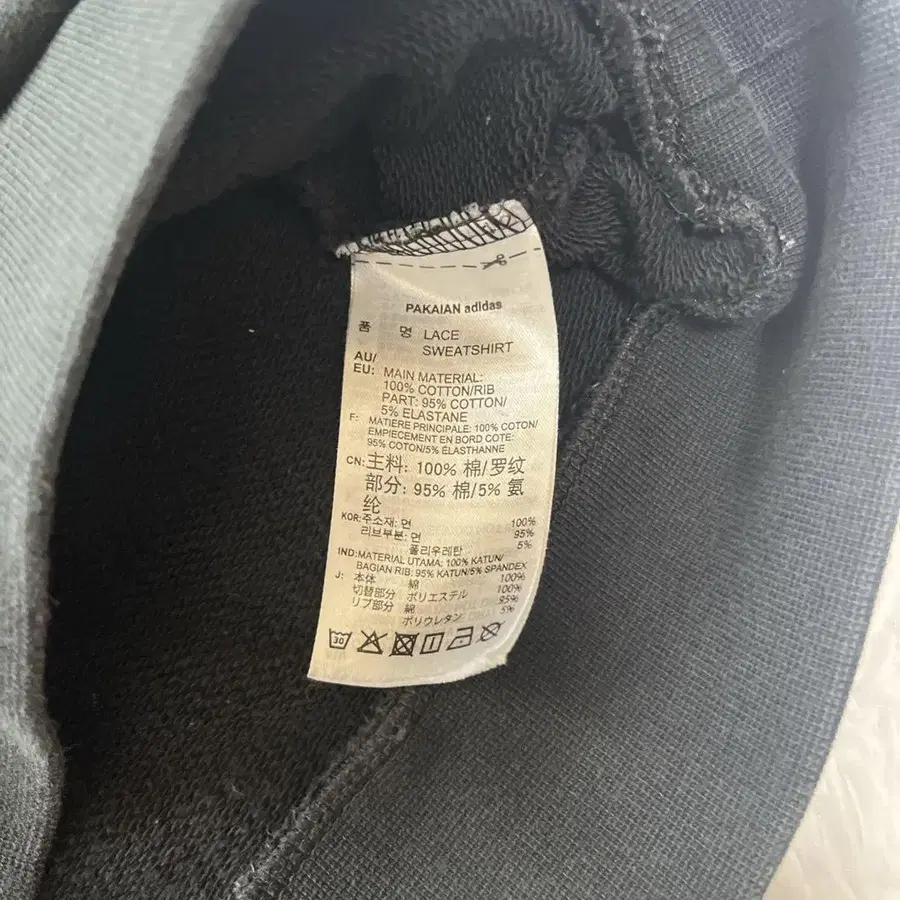 PAKAIAN adidas
품 명 LACE
SWEATSHIRT
AU/
EU: MAIN MATERIAL:
100% COTTON/RIB
PART: 95% COTTON/
5% ELASTANE
F: MATIERE PRINCIPALE: 100% COTON/
EMPIECEMENT EN BORD COTE:
95% COTON/5% ELASTHANNE
CN: 主料: 100% 棉/罗纹
部分: 95% 棉/5% 氨
纶
KOR: 주소재: 면 100%
리브부분: 면 95%
폴리우레탄 5%
IND: MATERIAL UTAMA: 100% KATUN/
BAGIAN RIB: 95% KATUN/5% SPANDEX
J: 本体 綿 100%
切替部分 ポリエステル 100%
リブ部分 綿 95%
ポリウレタン 5%
30